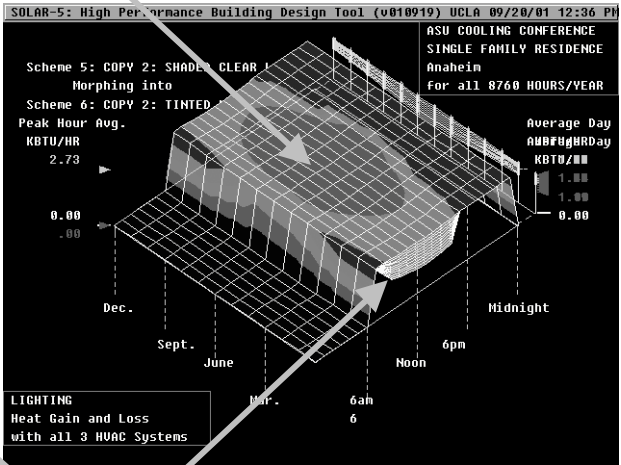 SOLAR-5: High Performance Building Design Tool (v010919) UCLA 09/20/01 12:36 PM
ASU COOLING CONFERENCE
SINGLE FAMILY RESIDENCE
Anaheim
for all 8760 HOURS/YEAR
Scheme 5: COPY 2: SHADED CLEAR
Morphing into
Scheme 6: COPY 2: TINTED
Peak Hour Avg.
KBTU/HR
2.73
0.00
.00
Average Day
KBTU/
0.00
Dec.
Sept.
June
Mar.
6am
6
Noon
6pm
Midnight
LIGHTING
Heat Gain and Loss
with all 3 HVAC Systems